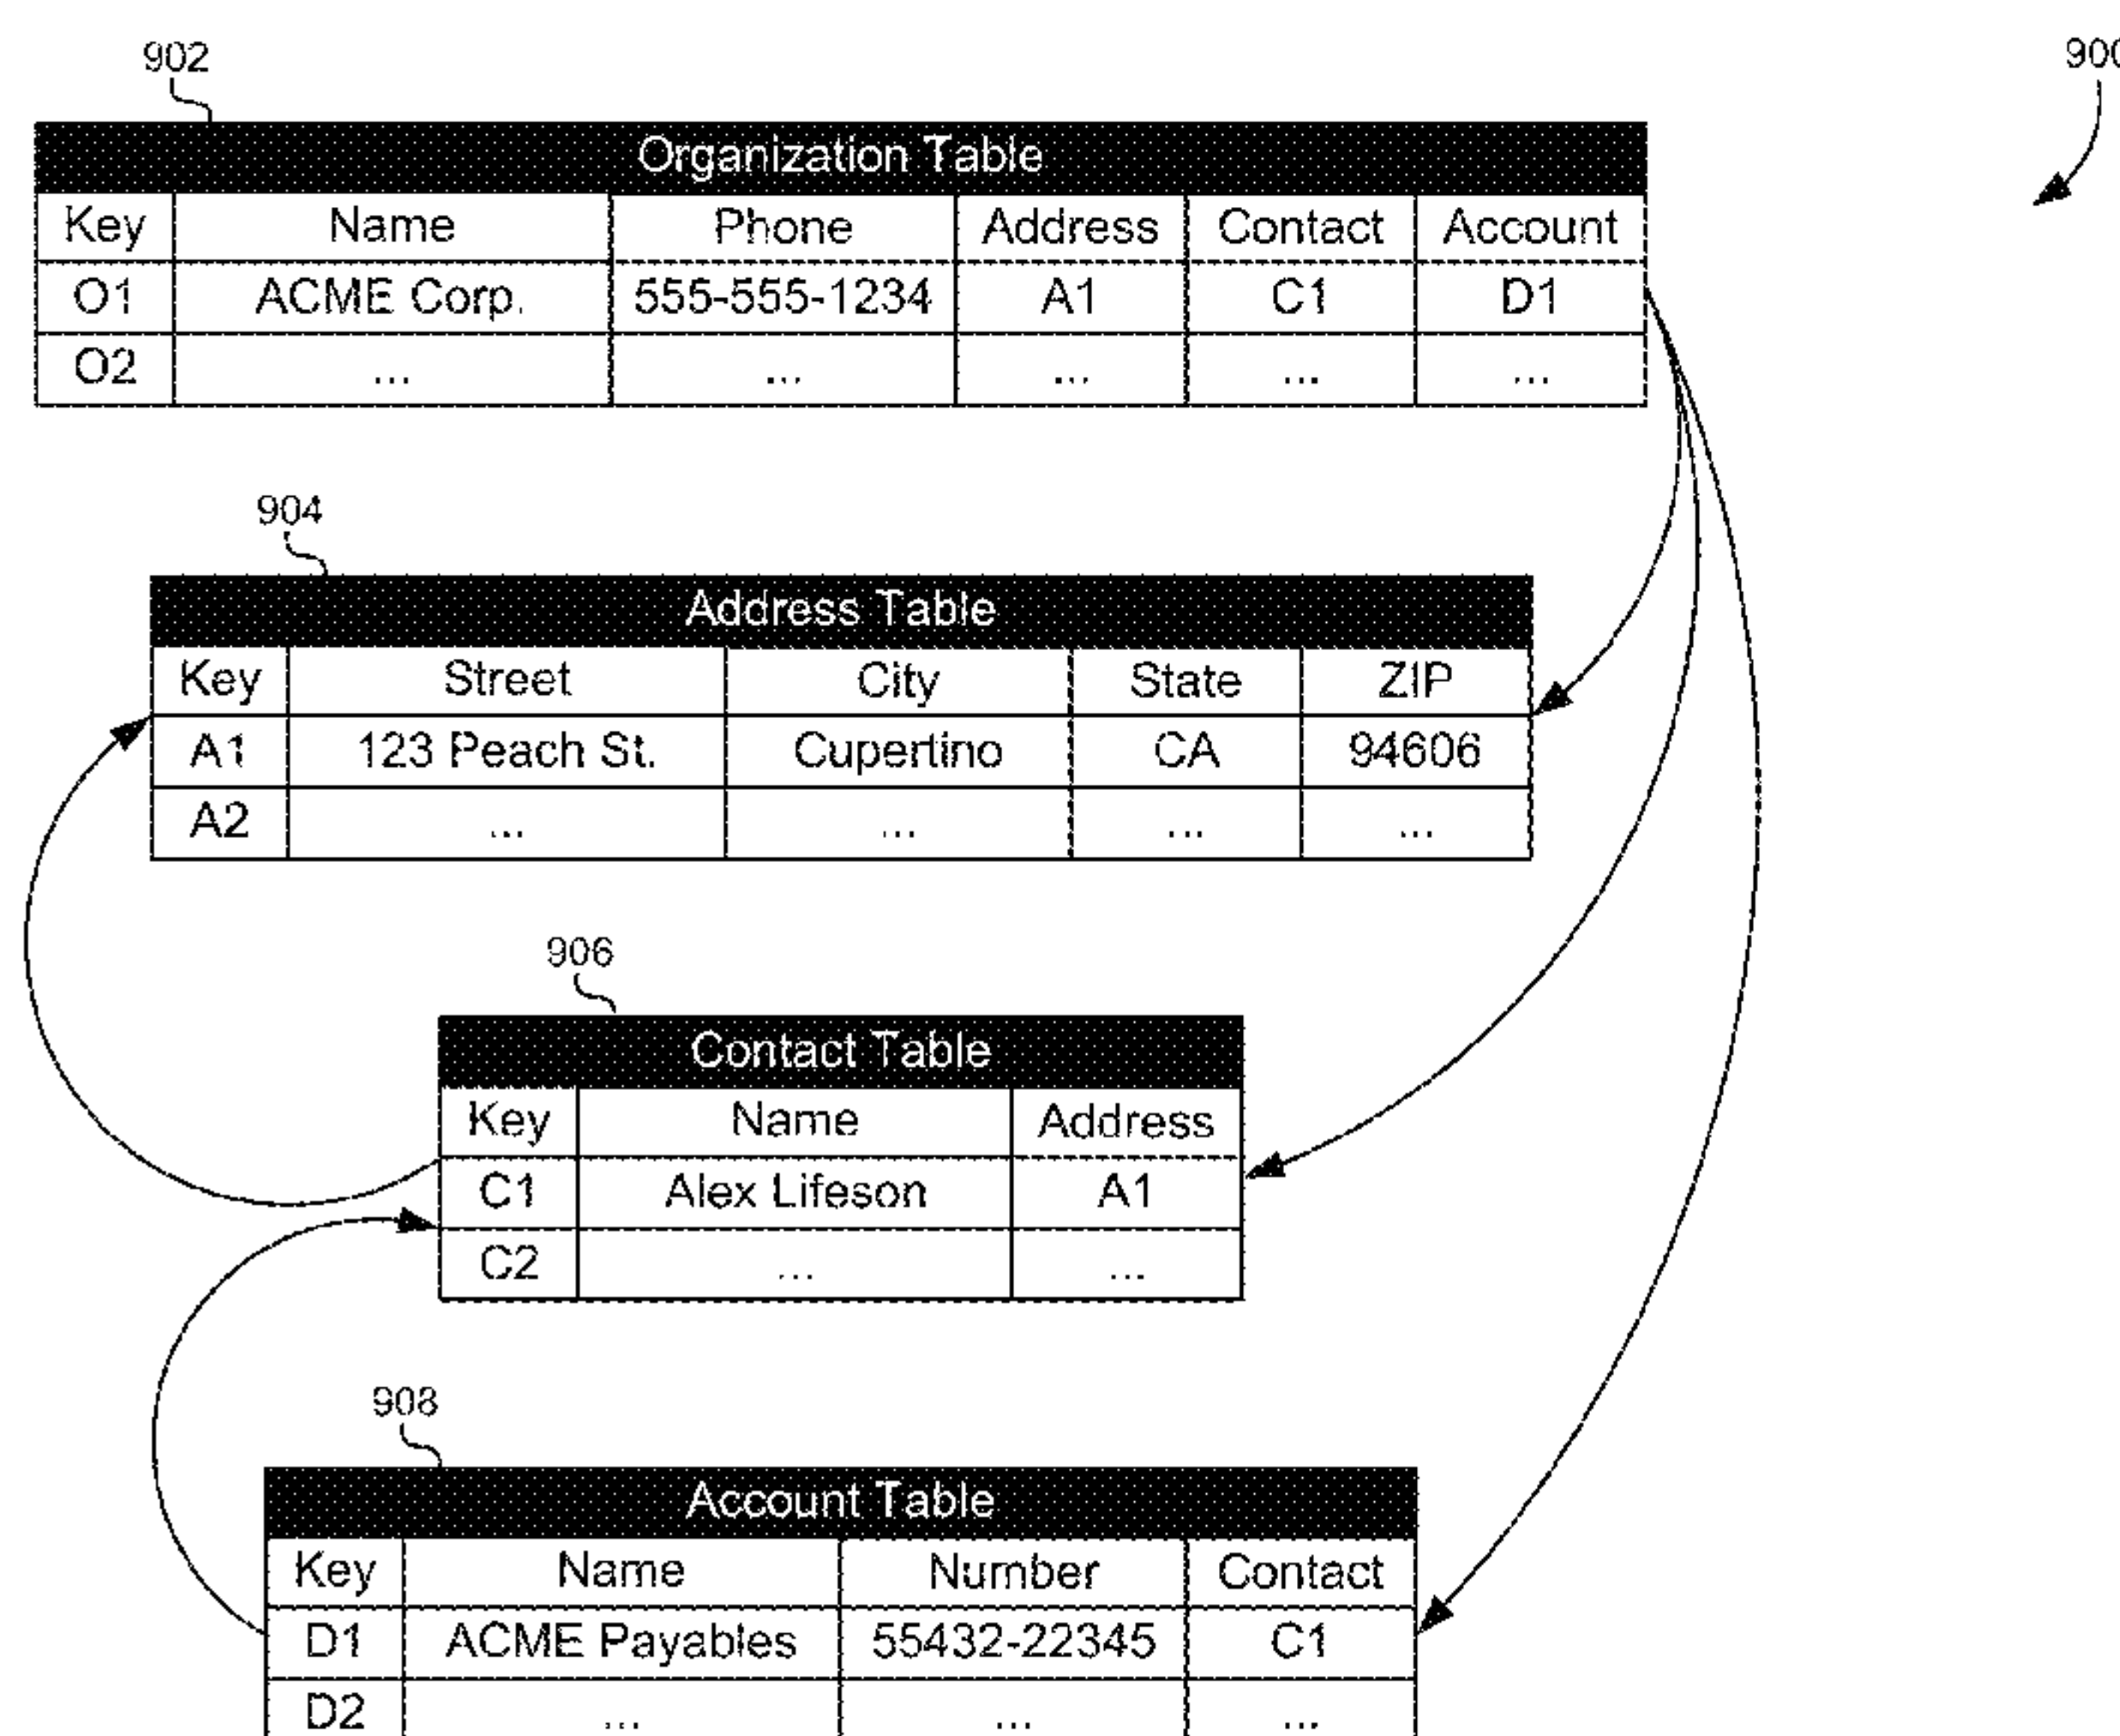 902
900
Organization Table
Key Name Phone Address Contact Account
O1 ACME Corp. 555-555-1234 A1 C1 D1
O2 ... ... ... ... ...
904
Address Table
Key Street City State ZIP
A1 123 Peach St. Cupertino CA 94606
A2 ... ... ... ...
906
Contact Table
Key Name Address
C1 Alex Lifeson A1
C2 ... ...
908
Account Table
Key Name Number Contact
D1 ACME Payables 55432-22345 C1
D2 ... ... ...